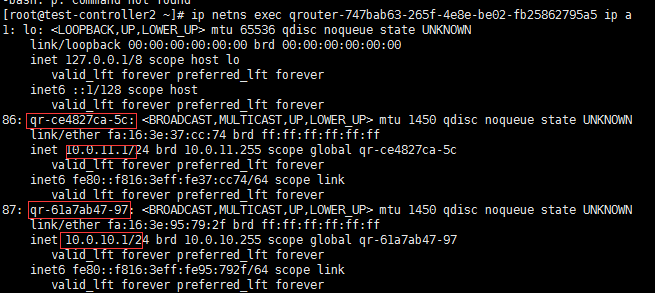 -bash: p: command not found
[root@test-controller2 ~]# ip netns exec qrouter-747bab63-265f-4e8e-be02-fb25862795a5 ip a
1: lo: <LOOPBACK,UP,LOWER_UP> mtu 65536 qdisc noqueue state UNKNOWN
link/loopback 00:00:00:00:00:00 brd 00:00:00:00:00:00
inet 127.0.0.1/8 scope host lo
valid_lft forever preferred_lft forever
inet6 ::1/128 scope host
valid_lft forever preferred_lft forever
86: qr-ce4827ca-5c: <BROADCAST,MULTICAST,UP,LOWER_UP> mtu 1450 qdisc noqueue state UNKNOWN
link/ether fa:16:3e:37:cc:74 brd ff:ff:ff:ff:ff:ff
inet 10.0.11.1/24 brd 10.0.11.255 scope global qr-ce4827ca-5c
valid_lft forever preferred_lft forever
inet6 fe80::f816:3eff:fe37:cc74/64 scope link
valid_lft forever preferred_lft forever
87: qr-61a7ab47-97: <BROADCAST,MULTICAST,UP,LOWER_UP> mtu 1450 qdisc noqueue state UNKNOWN
link/ether fa:16:3e:95:79:2f brd ff:ff:ff:ff:ff:ff
inet 10.0.10.1/24 brd 10.0.10.255 scope global qr-61a7ab47-97
valid_lft forever preferred_lft forever
inet6 fe80::f816:3eff:fe95:792f/64 scope link
valid_lft forever preferred_lft forever